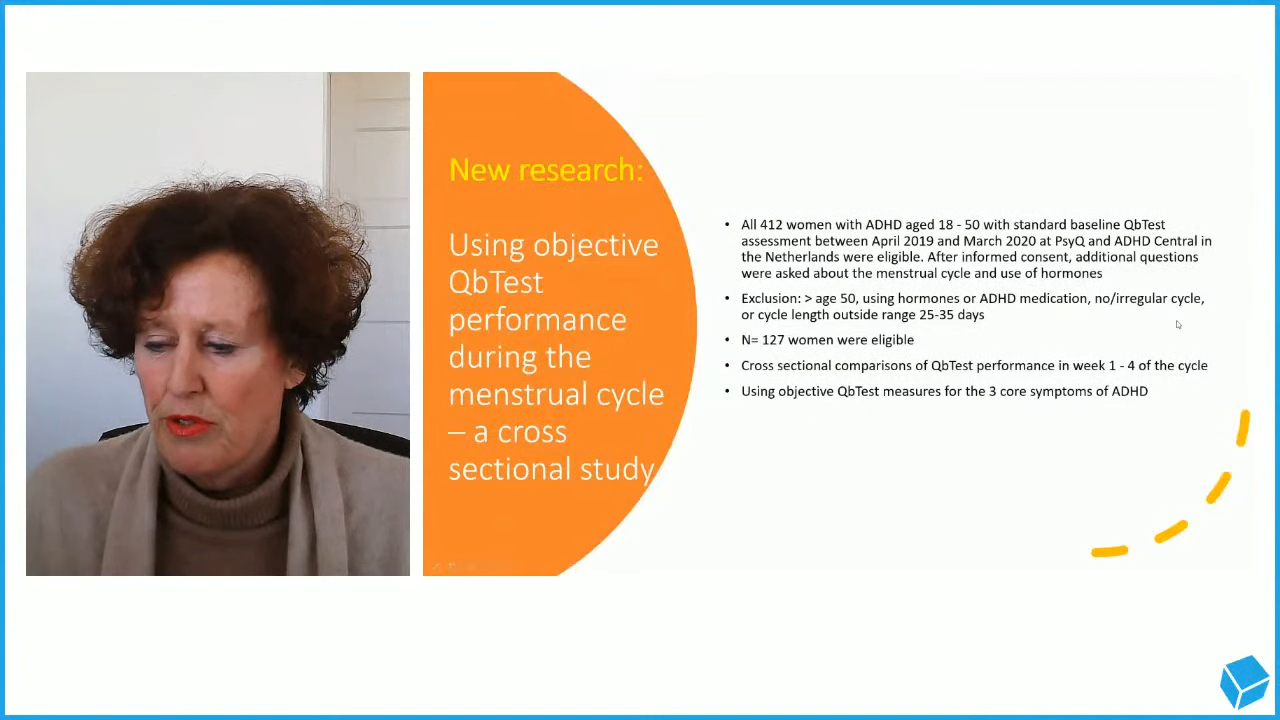 New research:
Using objective
QbTest
performance
during the
menstrual cycle
– a cross
sectional study
• All 412 women with ADHD aged 18 - 50 with standard baseline QbTest
assessment between April 2019 and March 2020 at PsyQ and ADHD Central in
the Netherlands were eligible. After informed consent, additional questions
were asked about the menstrual cycle and use of hormones
• Exclusion: > age 50, using hormones or ADHD medication, no/irregular cycle,
or cycle length outside range 25-35 days
• N= 127 women were eligible
• Cross sectional comparisons of QbTest performance in week 1 - 4 of the cycle
• Using objective QbTest measures for the 3 core symptoms of ADHD